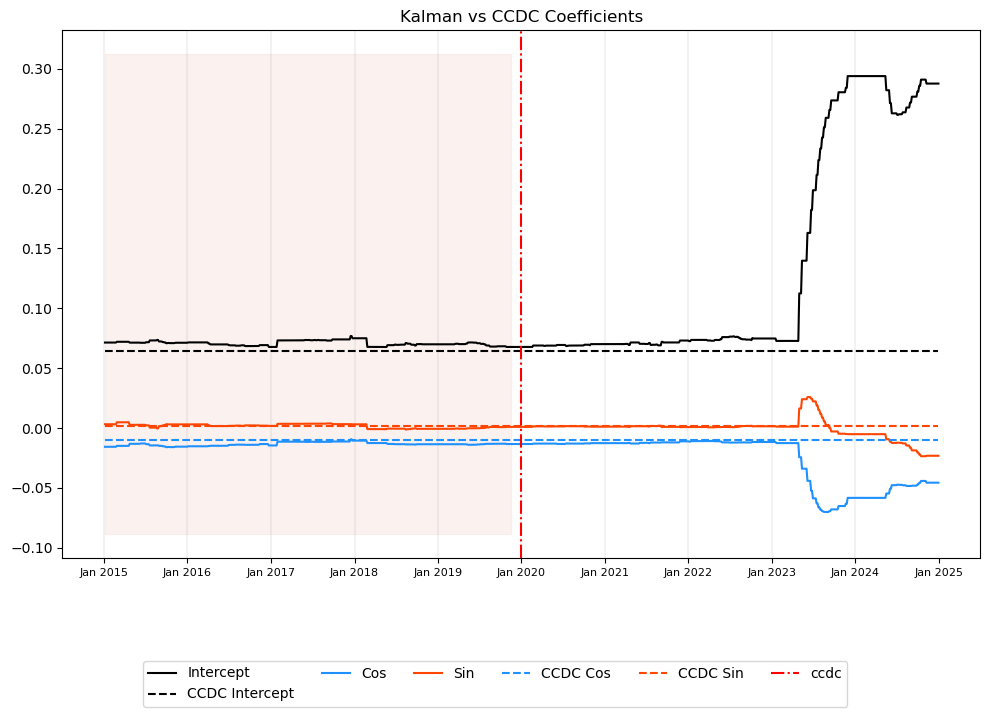 Kalman vs CCDC Coefficients
0.30
0.25
0.20
0.15
0.10
0.05
0.00
−0.05
−0.10
Jan 2015 Jan 2016 Jan 2017 Jan 2018 Jan 2019 Jan 2020 Jan 2021 Jan 2022 Jan 2023 Jan 2024 Jan 2025
Intercept Cos Sin CCDC Cos CCDC Sin ccdc
CCDC Intercept